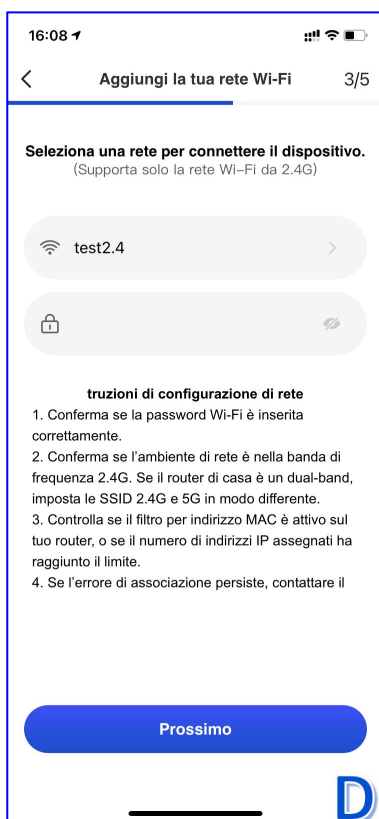 16:08
Aggiungi la tua rete Wi-Fi 3/5
Seleziona una rete per connettere il dispositivo.
(Supporta solo la rete Wi-Fi da 2.4G)
test2.4
truzioni di configurazione di rete
1. Conferma se la password Wi-Fi è inserita
correttamente.
2. Conferma se l'ambiente di rete è nella banda di
frequenza 2.4G. Se il router di casa è un dual-band,
imposta le SSID 2.4G e 5G in modo differente.
3. Controlla se il filtro per indirizzo MAC è attivo sul
tuo router, o se il numero di indirizzi IP assegnati ha
raggiunto il limite.
4. Se l'errore di associazione persiste, contattare il
Prossimo
D